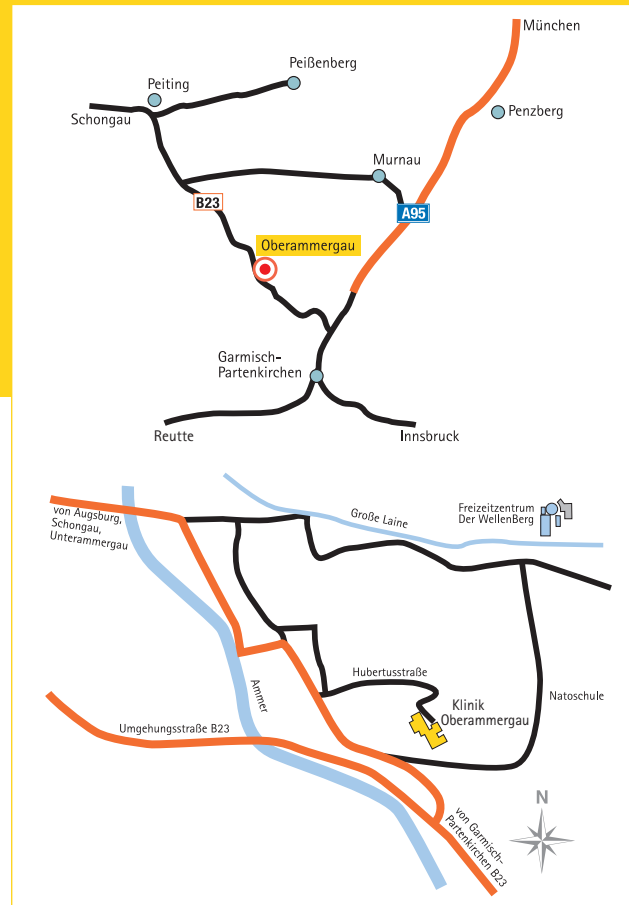 München
Peißenberg
Peiting
Penzberg
Schongau
Murnau
B23
A95
Oberammergau
Garmisch-
Partenkirchen
Reutte
Innsbruck
von Augsburg,
Schongau,
Unterammergau
Große Laine
Freizeitzentrum
Der WellenBerg
Hubertusstraße
Ammer
Klinik
Oberammergau
Natoschule
Umgehungsstraße B23
N
von Garmisch-
Partenkirchen B23